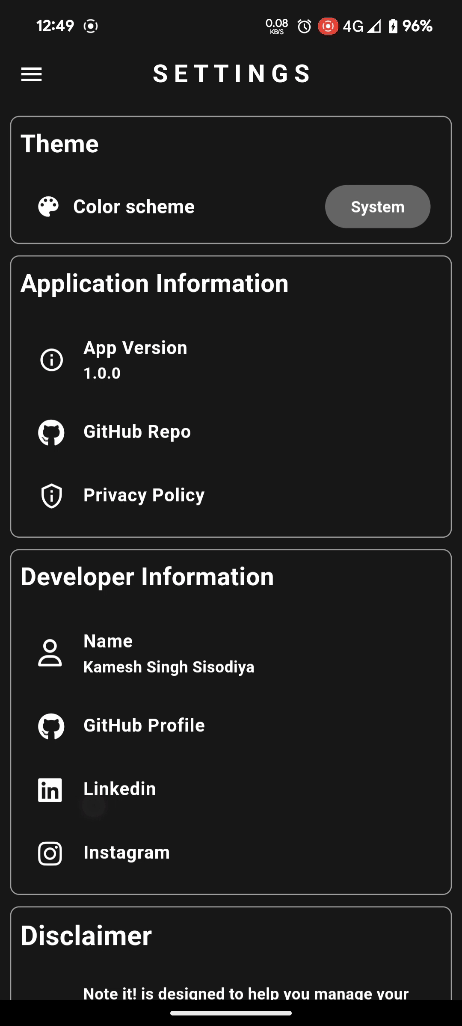 12:49 0.08 KB/S 4G 96%
SETTINGS
Theme
Color scheme System
Application Information
App Version
1.0.0
GitHub Repo
Privacy Policy
Developer Information
Name
Kamesh Singh Sisodiya
GitHub Profile
Linkedin
Instagram
Disclaimer
Note it! is designed to help you manage your